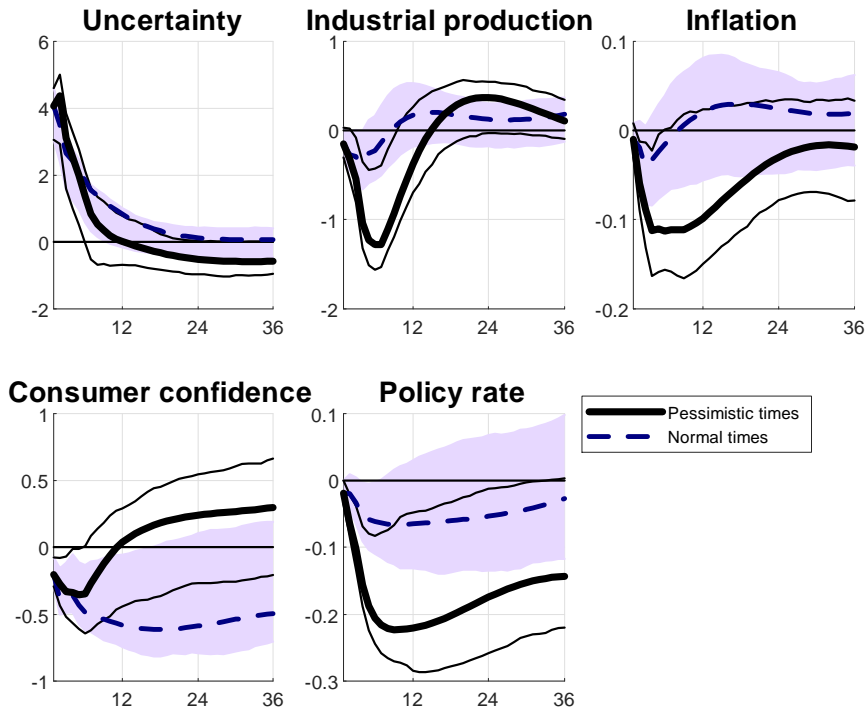 Uncertainty
6
4
2
0
-2
12 24 36
Industrial production
1
0
-1
-2
12 24 36
Inflation
0.1
0
-0.1
-0.2
12 24 36
Consumer confidence
1
0.5
0
-0.5
-1
12 24 36
Policy rate
0.1
0
-0.1
-0.2
-0.3
12 24 36
Pessimistic times
Normal times